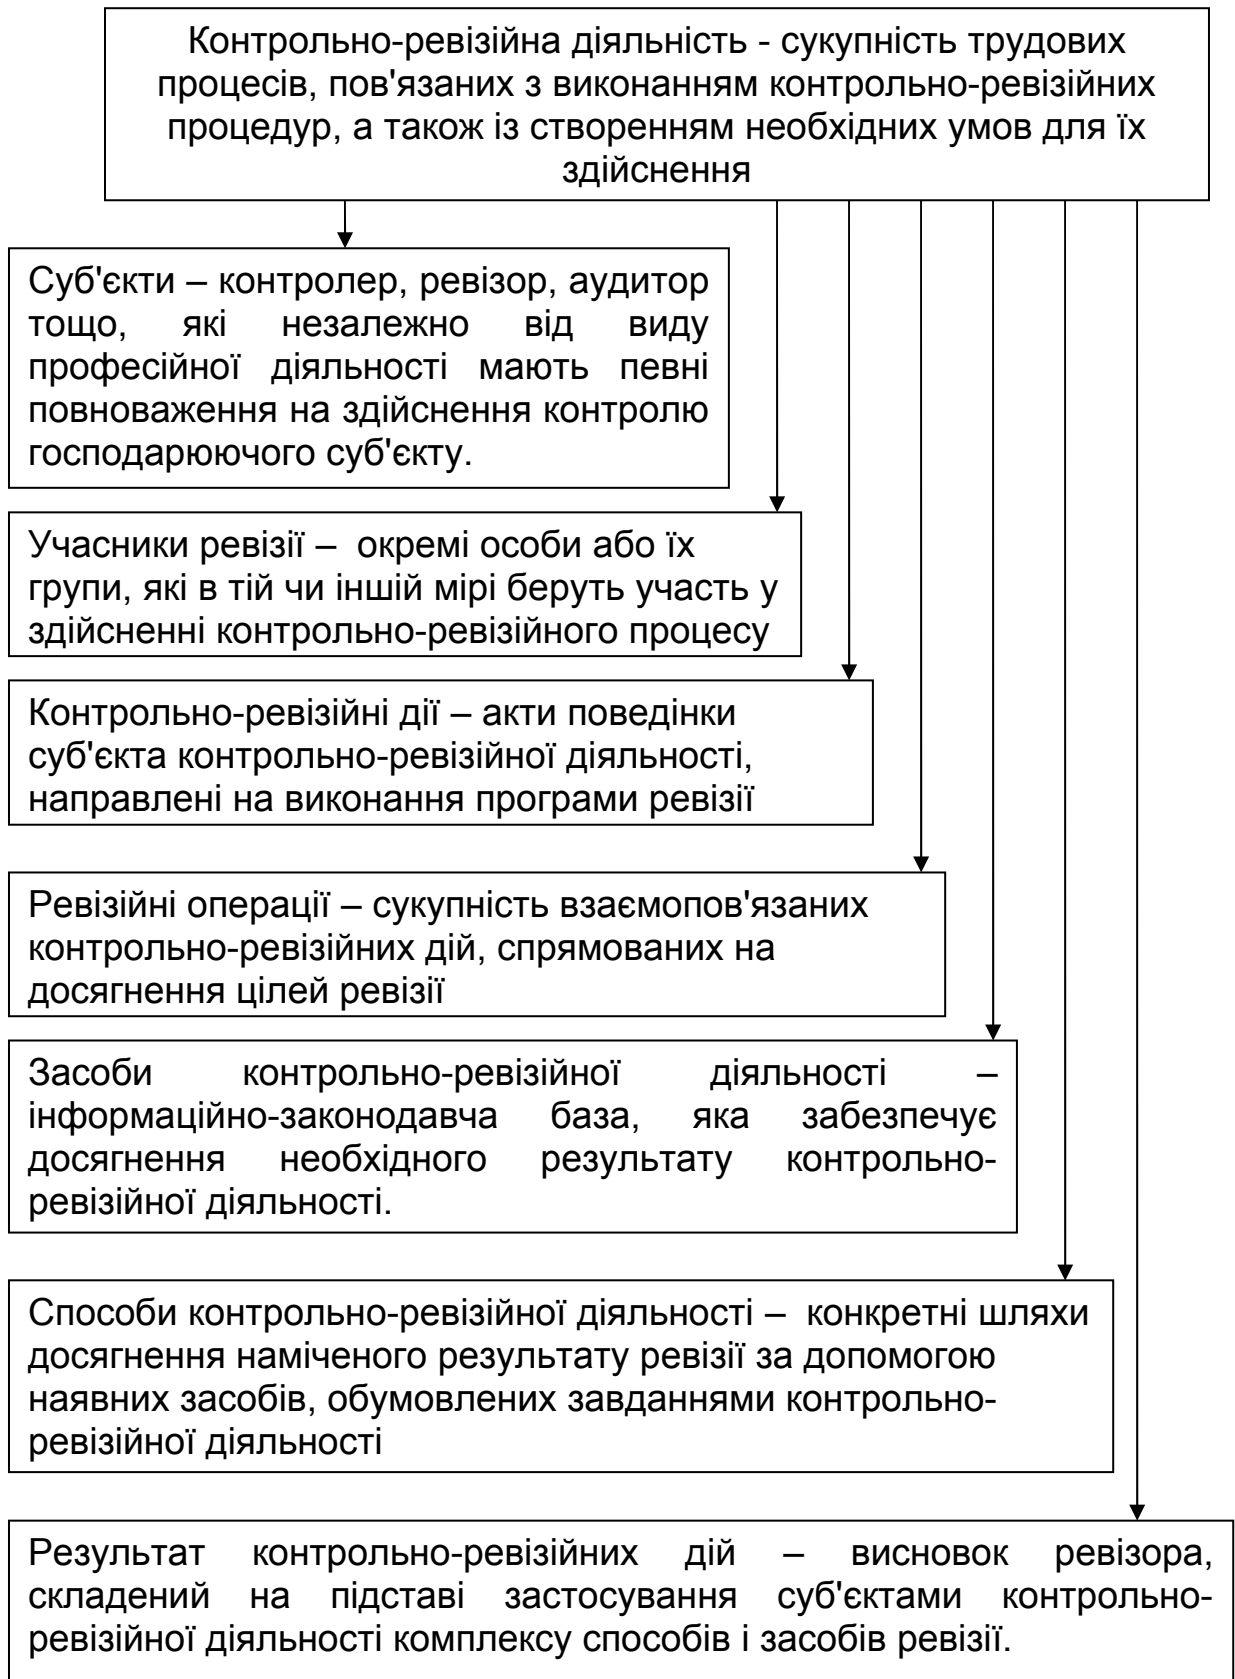 Контрольно-ревізійна діяльність - сукупність трудових
процесів, пов'язаних з виконанням контрольно-ревізійних
процедур, а також із створенням необхідних умов для їх
здійснення
Суб'єкти – контролер, ревізор, аудитор
тощо, які незалежно від виду
професійної діяльності мають певні
повноваження на здійснення контролю
господарюючого суб'єкту.
Учасники ревізії – окремі особи або їх
групи, які в тій чи іншій мірі беруть участь у
здійсненні контрольно-ревізійного процесу
Контрольно-ревізійні дії – акти поведінки
суб'єкта контрольно-ревізійної діяльності,
направлені на виконання програми ревізії
Ревізійні операції – сукупність взаємопов'язаних
контрольно-ревізійних дій, спрямованих на
досягнення цілей ревізії
Засоби контрольно-ревізійної діяльності –
інформаційно-законодавча база, яка забезпечує
досягнення необхідного результату контрольно-
ревізійної діяльності.
Способи контрольно-ревізійної діяльності – конкретні шляхи
досягнення наміченого результату ревізії за допомогою
наявних засобів, обумовлених завданнями контрольно-
ревізійної діяльності
Результат контрольно-ревізійних дій – висновок ревізора,
складений на підставі застосування суб'єктами контрольно-
ревізійної діяльності комплексу способів і засобів ревізії.